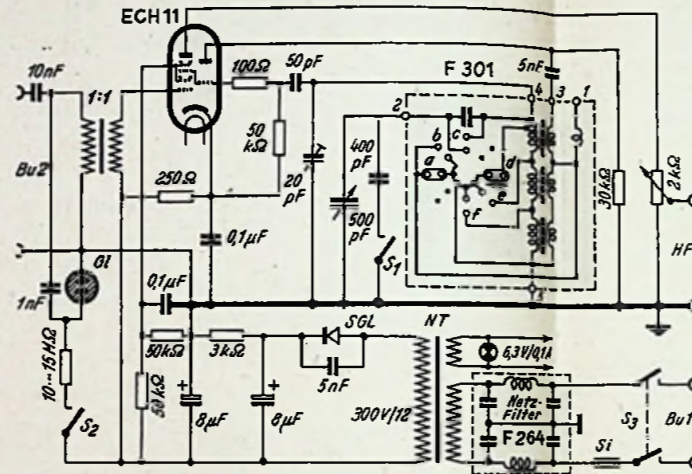 ECH11
10nF
1:1
100Ω
50pF
F 301
5nF
4
3
1
2
Bu2
50
kΩ
20
pF
400
pF
500
pF
b
c
a
d
e
f
30kΩ
2kΩ
250Ω
0,1µF
S1
HF
Gl
1nF
0,1µF
10...15MΩ
50kΩ
3kΩ
SGL
5nF
NT
6,3V/0,1A
50kΩ
8µF
8µF
300V/12
Netz-
Filter
F 264
S2
S3
Bu1
Si